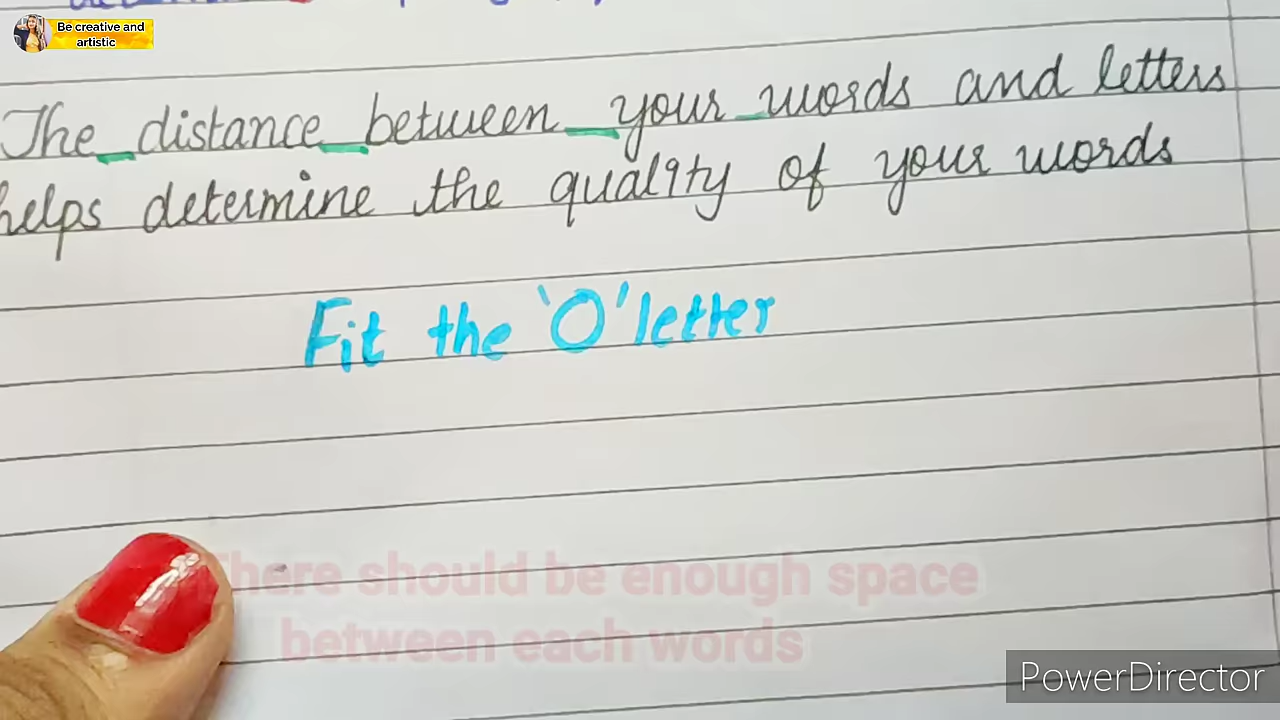 Be creative and
artistic
The distance between your words and letters
helps determine the quality of your words
Fit the 'O' letter
There should be enough space
between each words
PowerDirector